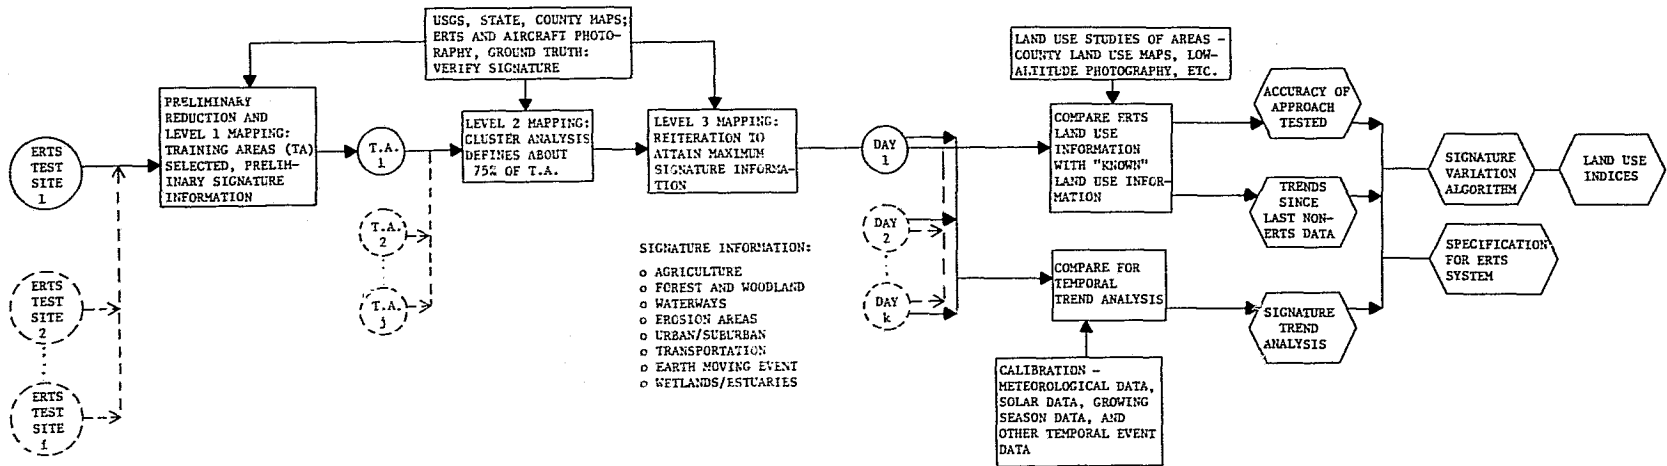 USGS, STATE, COUNTY MAPS;
ERTS AND AIRCRAFT PHOTO-
RAPHY, GROUND TRUTH:
VERIFY SIGNATURE
LAND USE STUDIES OF AREAS -
COUNTY LAND USE MAPS, LOW-
ALTITUDE PHOTOGRAPHY, ETC.
ERTS
TEST
SITE
1
ERTS
TEST
SITE
2
ERTS
TEST
SITE
i
PRELIMINARY
REDUCTION AND
LEVEL 1 MAPPING:
TRAINING AREAS (TA)
SELECTED, PRELIM-
INARY SIGNATURE
INFORMATION
T.A.
1
T.A.
2
T.A.
j
LEVEL 2 MAPPING:
CLUSTER ANALYSIS
DEFINES ABOUT
75% OF T.A.
LEVEL 3 MAPPING:
REITERATION TO
ATTAIN MAXIMUM
SIGNATURE INFORMA-
TION
SIGNATURE INFORMATION:
o AGRICULTURE
o FOREST AND WOODLAND
o WATERWAYS
o EROSION AREAS
o URBAN/SUBURBAN
o TRANSPORTATION
o EARTH MOVING EVENT
o WETLANDS/ESTUARIES
DAY
1
DAY
2
DAY
k
COMPARE ERTS
LAND USE
INFORMATION
WITH "KNOWN"
LAND USE INFOR-
MATION
COMPARE FOR
TEMPORAL
TREND ANALYSIS
CALIBRATION -
METEOROLOGICAL DATA,
SOLAR DATA, GROWING
SEASON DATA, AND
OTHER TEMPORAL EVENT
DATA
ACCURACY OF
APPROACH
TESTED
TRENDS
SINCE
LAST NON-
ERTS DATA
SIGNATURE
TREND
ANALYSIS
SIGNATURE
VARIATION
ALGORITHM
LAND USE
INDICES
SPECIFICATION
FOR ERTS
SYSTEM